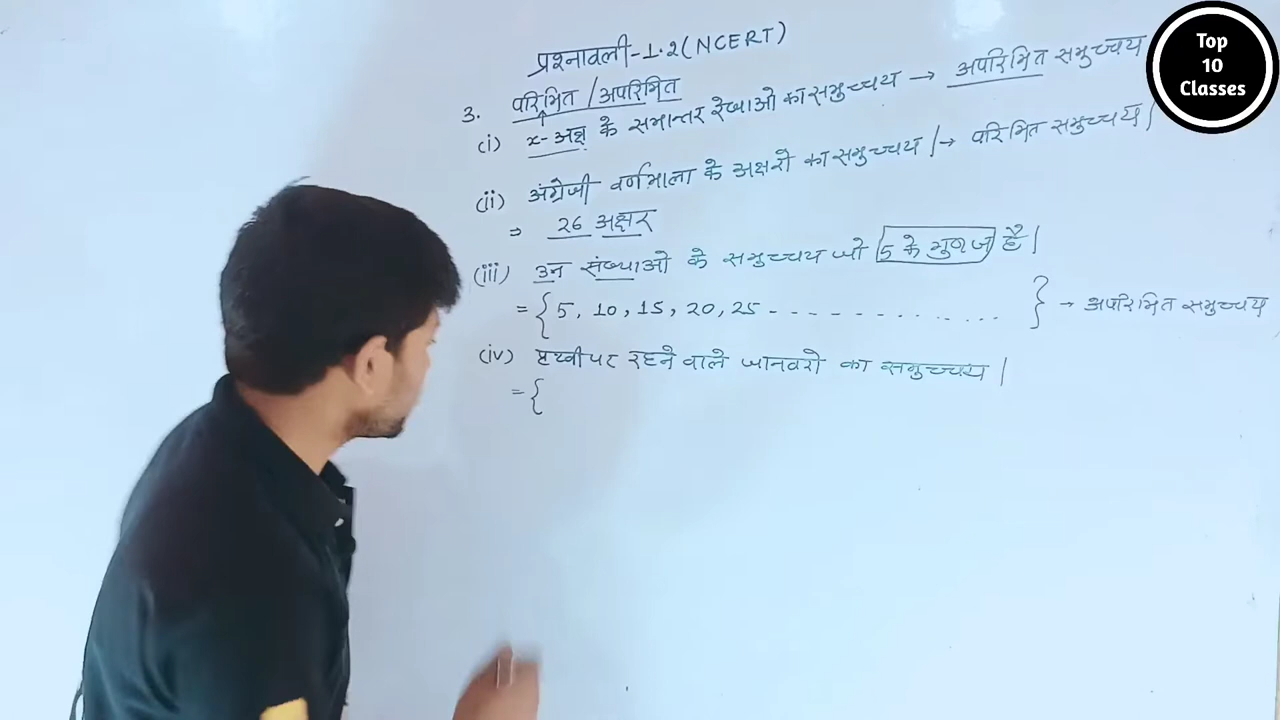 प्रश्नावली-1.2(NCERT)
3. परिमित / अपरिमित
(i) x-अक्ष के समान्तर रेखाओ का समुच्चय → अपरिमित समुच्चय
(ii) अंग्रेजी वर्णमाला के अक्षरो का समुच्चय |→ परिमित समुच्चय |
⇒ 26 अक्षर
(iii) उन संख्याओ के समुच्चय जो 5 के गुणज है |
= { 5, 10, 15, 20, 25 - - - - - - - . . . . . . } → अपरिमित समुच्चय
(iv) पृथ्वी पर रहने वाले जानवरो का समुच्चय |
= {
Top
10
Classes